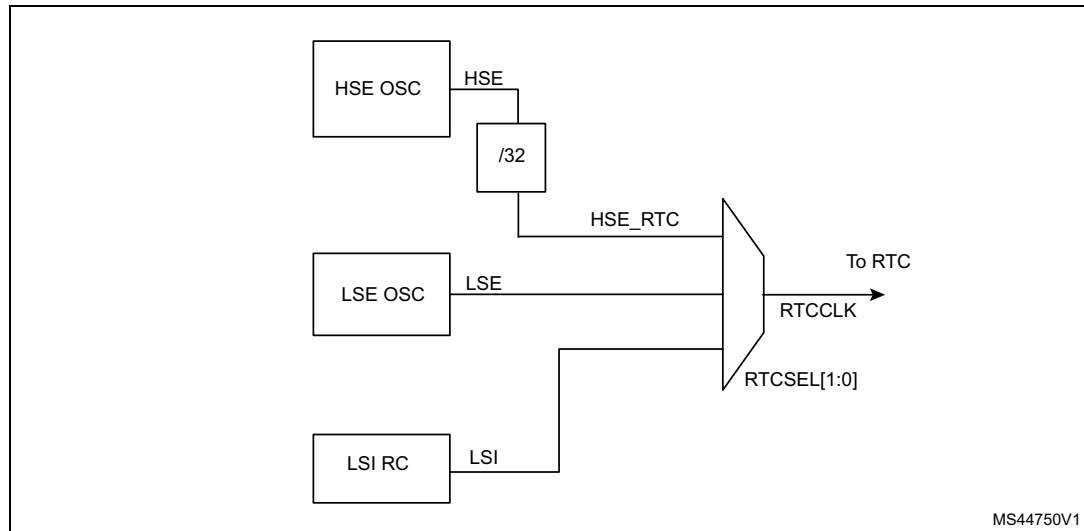 HSE OSC
HSE
/32
HSE_RTC
LSE OSC
LSE
To RTC
RTCCLK
RTCSEL[1:0]
LSI RC
LSI
MS44750V1